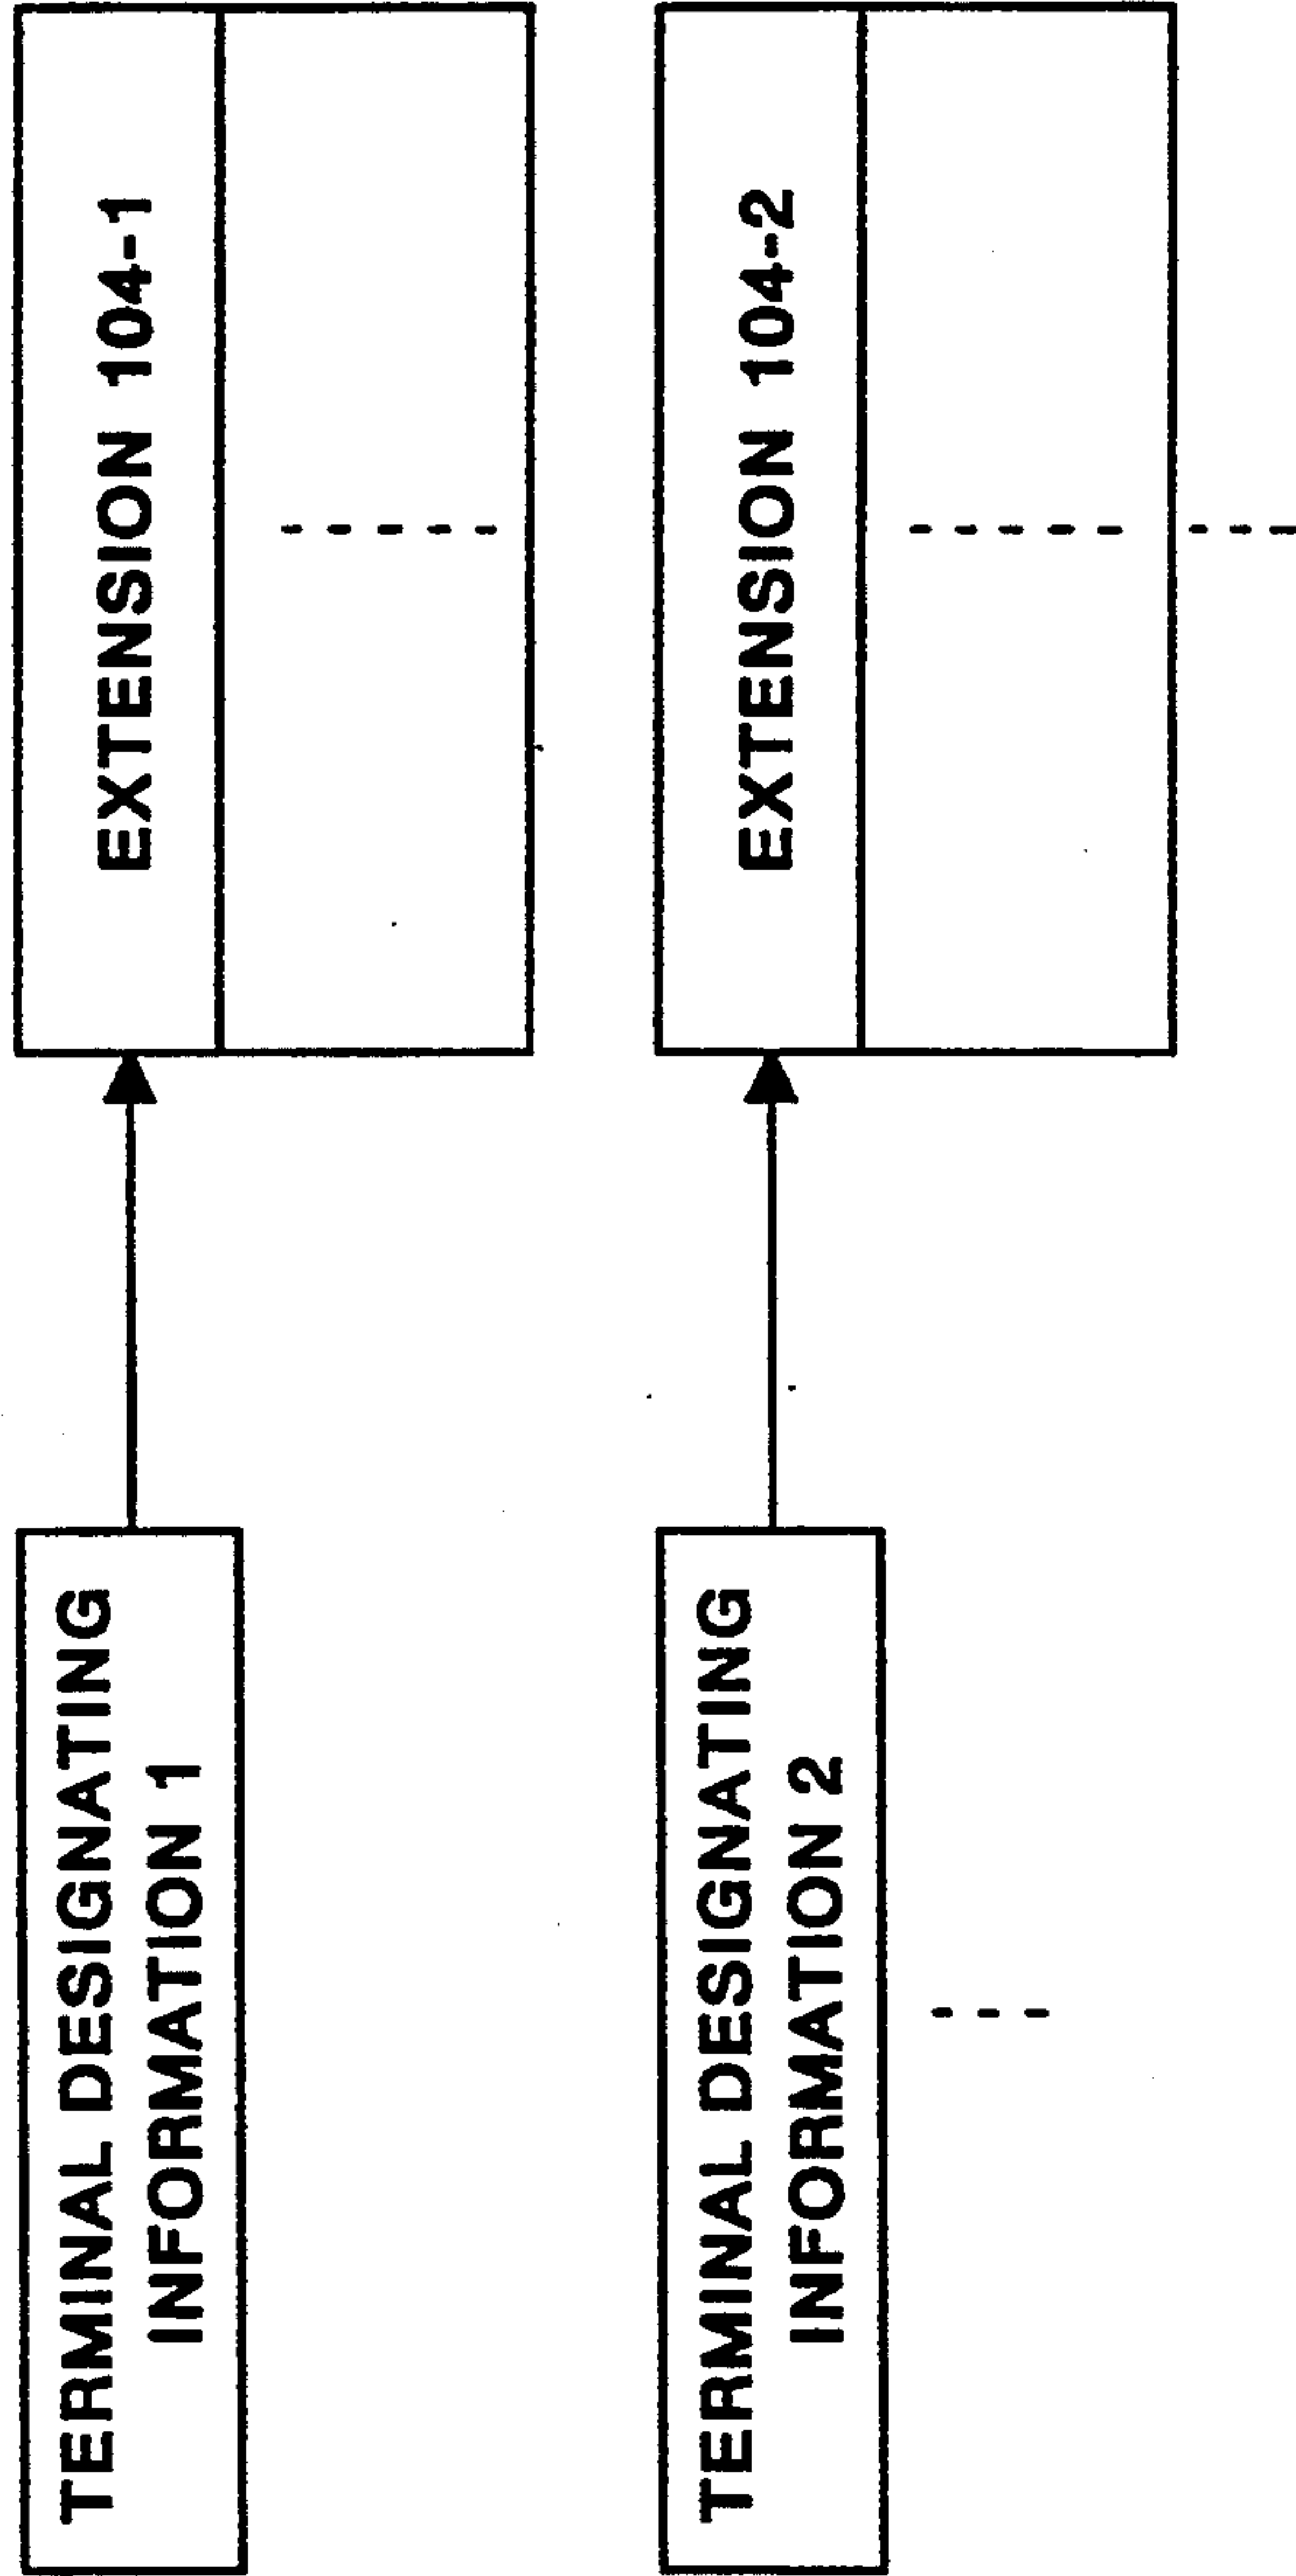 TERMINAL DESIGNATING
INFORMATION 1
EXTENSION 104-1
TERMINAL DESIGNATING
INFORMATION 2
EXTENSION 104-2